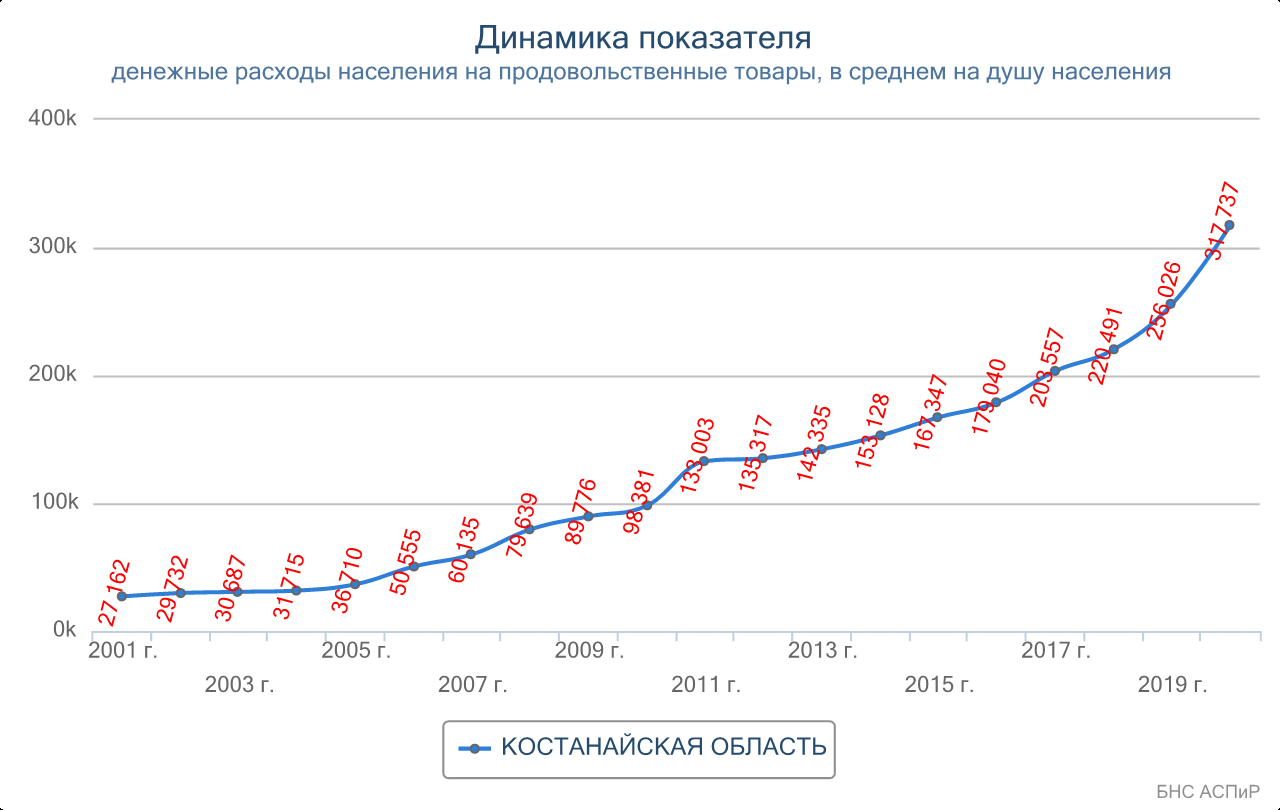 Динамика показателя
денежные расходы населения на продовольственные товары, в среднем на душу населения
400k
300k
200k
100k
0k
27 162
29 732
30 687
31 715
36 710
50 555
60 135
79 639
89 776
98 381
133 003
135 317
142 335
153 128
167 347
179 040
203 557
220 491
256 026
317 737
2001 г.
2005 г.
2009 г.
2013 г.
2017 г.
2003 г.
2007 г.
2011 г.
2015 г.
2019 г.
КОСТАНАЙСКАЯ ОБЛАСТЬ
БНС АСПиР